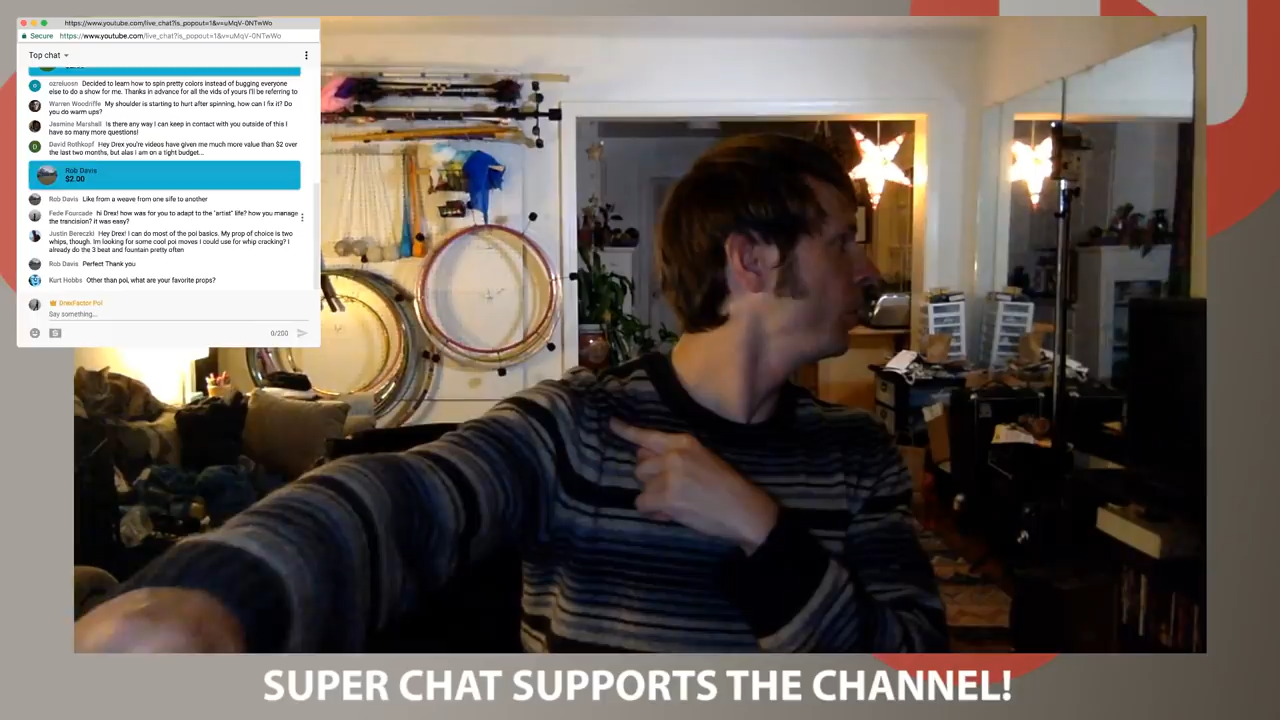 https://www.youtube.com/live_chat?is_popout=1&v=uMqV-0NTwWo
Secure https://www.youtube.com/live_chat?is_popout=1&v=uMqV-0NTwWo
Top chat
ozreluosn Decided to learn how to spin pretty colors instead of bugging everyone
else to do a show for me. Thanks in advance for all the vids of yours I'll be referring to
Warren Woodriffe My shoulder is starting to hurt after spinning, how can I fix it? Do
you do warm ups?
Jasmine Marshall Is there any way I can keep in contact with you outside of this I
have so many more questions!
D
David Rothkopf Hey Drex you're videos have given me much more value than $2 over
the last two months, but alas I am on a tight budget...
Rob Davis
$2.00
Rob Davis Like from a weave from one sife to another
Fede Fourcade hi Drex! how was for you to adapt to the "artist" life? how you manage
the trancision? it was easy?
Justin Bereczki Hey Drex! I can do most of the poi basics. My prop of choice is two
whips, though. Im looking for some cool poi moves I could use for whip cracking? I
already do the 3 beat and fountain pretty often
Rob Davis Perfect Thank you
Kurt Hobbs Other than poi, what are your favorite props?
DrexFactor Poi
Say something...
0/200
SUPER CHAT SUPPORTS THE CHANNEL!